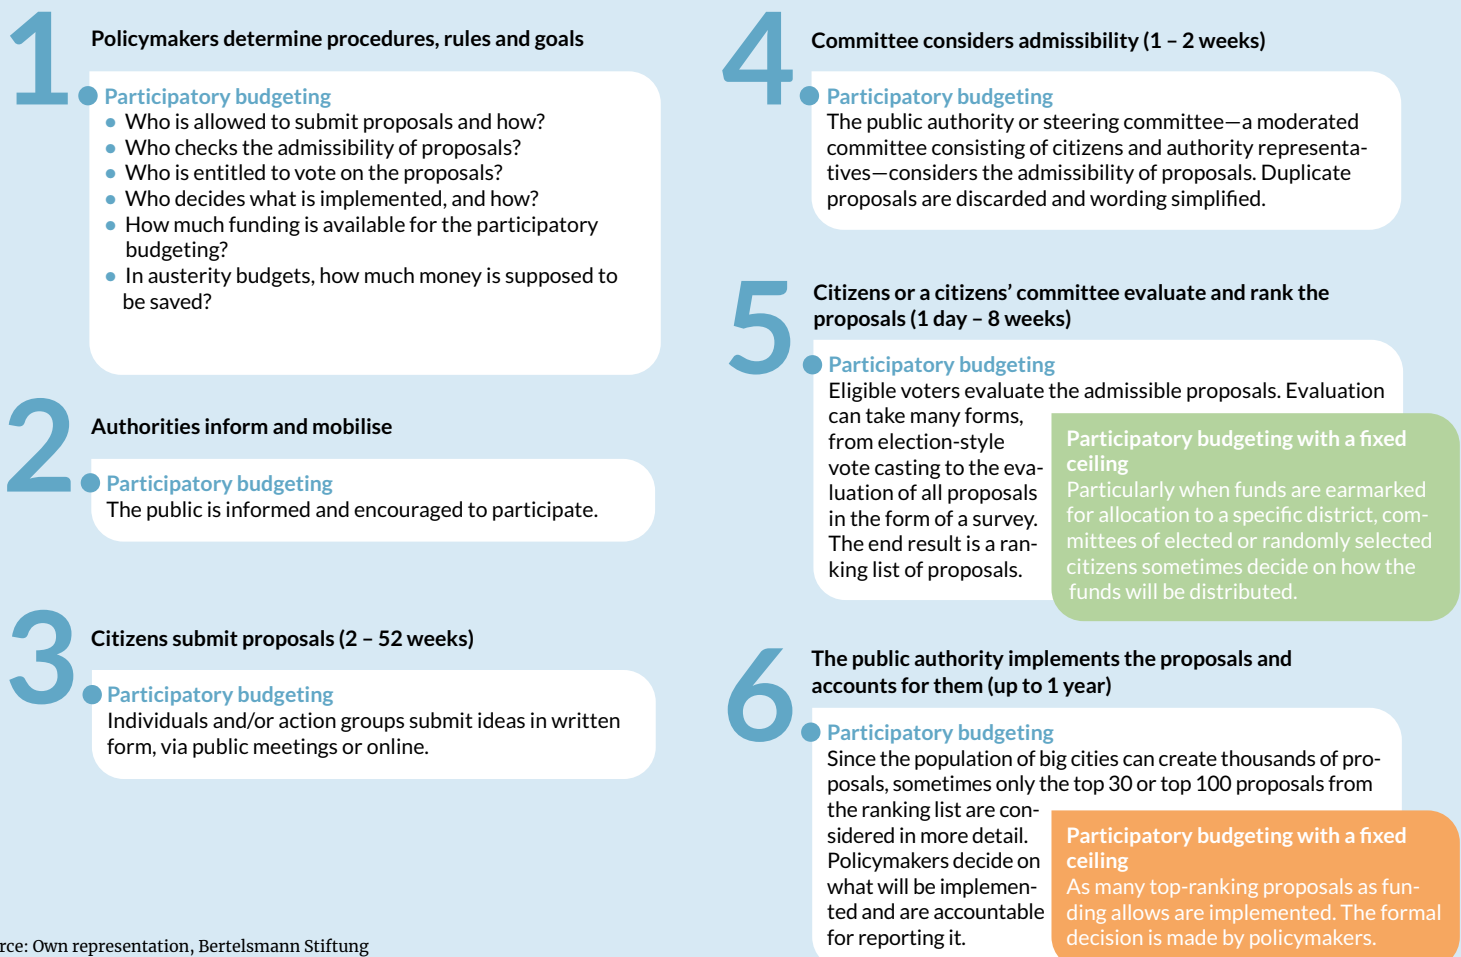 1
Policymakers determine procedures, rules and goals
Participatory budgeting
• Who is allowed to submit proposals and how?
• Who checks the admissibility of proposals?
• Who is entitled to vote on the proposals?
• Who decides what is implemented, and how?
• How much funding is available for the participatory
budgeting?
• In austerity budgets, how much money is supposed to
be saved?
2
Authorities inform and mobilise
Participatory budgeting
The public is informed and encouraged to participate.
3
Citizens submit proposals (2 – 52 weeks)
Participatory budgeting
Individuals and/or action groups submit ideas in written
form, via public meetings or online.
4
Committee considers admissibility (1 – 2 weeks)
Participatory budgeting
The public authority or steering committee—a moderated
committee consisting of citizens and authority representa-
tives—considers the admissibility of proposals. Duplicate
proposals are discarded and wording simplified.
5
Citizens or a citizens’ committee evaluate and rank the
proposals (1 day – 8 weeks)
Participatory budgeting
Eligible voters evaluate the admissible proposals. Evaluation
can take many forms,
from election-style
vote casting to the eva-
luation of all proposals
in the form of a survey.
The end result is a ran-
king list of proposals.
Participatory budgeting with a fixed
ceiling
Particularly when funds are earmarked
for allocation to a specific district, com-
mittees of elected or randomly selected
citizens sometimes decide on how the
funds will be distributed.
6
The public authority implements the proposals and
accounts for them (up to 1 year)
Participatory budgeting
Since the population of big cities can create thousands of pro-
posals, sometimes only the top 30 or top 100 proposals from
the ranking list are con-
sidered in more detail.
Policymakers decide on
what will be implemen-
ted and are accountable
for reporting it.
Participatory budgeting with a fixed
ceiling
As many top-ranking proposals as fun-
ding allows are implemented. The formal
decision is made by policymakers.
rce: Own representation, Bertelsmann Stiftung